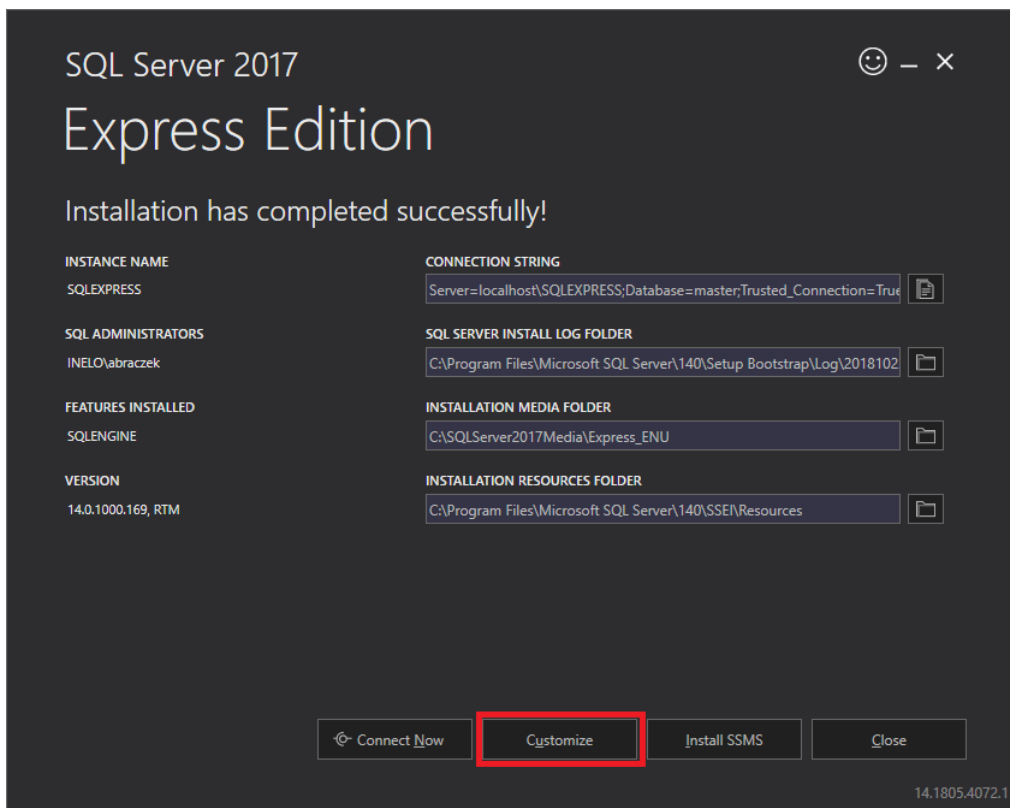 SQL Server 2017
Express Edition
Installation has completed successfully!
INSTANCE NAME
SQLEXPRESS
CONNECTION STRING
Server=localhost\SQLEXPRESS;Database=master;Trusted_Connection=True
SQL ADMINISTRATORS
INELO\abraczek
SQL SERVER INSTALL LOG FOLDER
C:\Program Files\Microsoft SQL Server\140\Setup Bootstrap\Log\2018102
FEATURES INSTALLED
SQLENGINE
INSTALLATION MEDIA FOLDER
C:\SQLServer2017Media\Express_ENU
VERSION
14.0.1000.169, RTM
INSTALLATION RESOURCES FOLDER
C:\Program Files\Microsoft SQL Server\140\SSEI\Resources
Connect Now
Customize
Install SSMS
Close
14.1805.4072.1